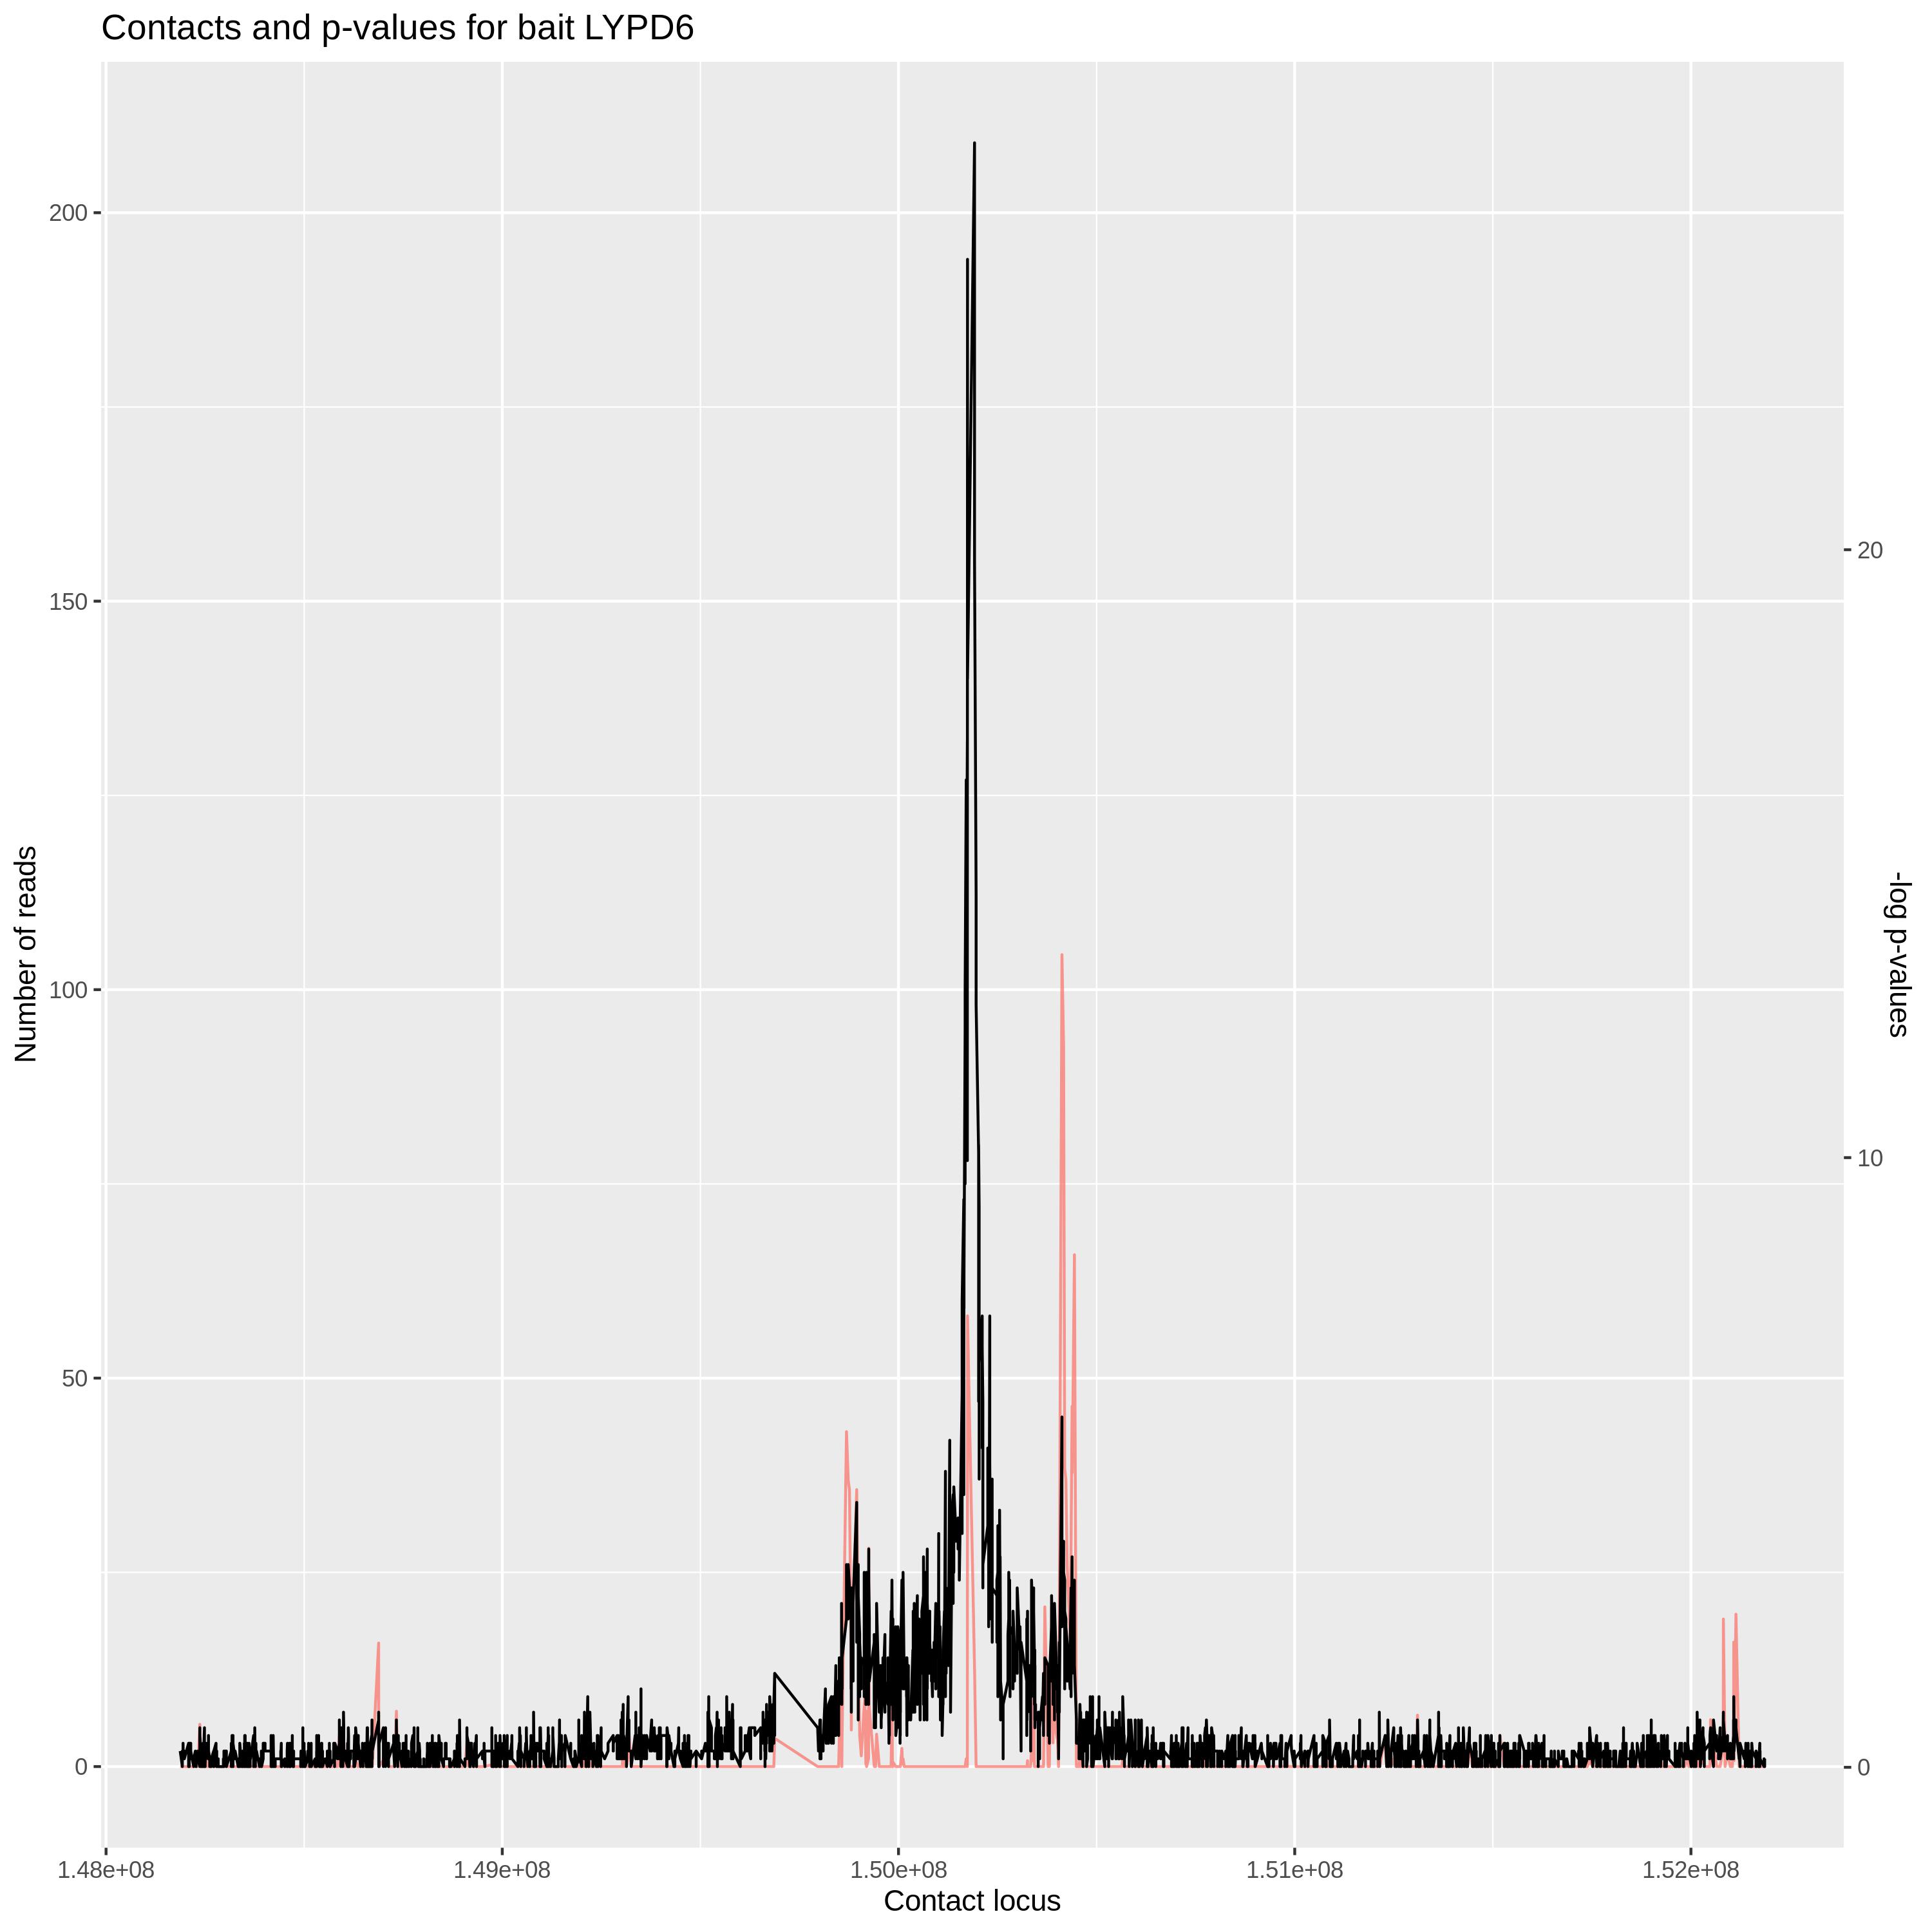 Contacts and p-values for bait LYPD6
200
150
100
50
0
Number of reads
20
10
0
-log p-values
1.48e+08 1.49e+08 1.50e+08 1.51e+08 1.52e+08
Contact locus